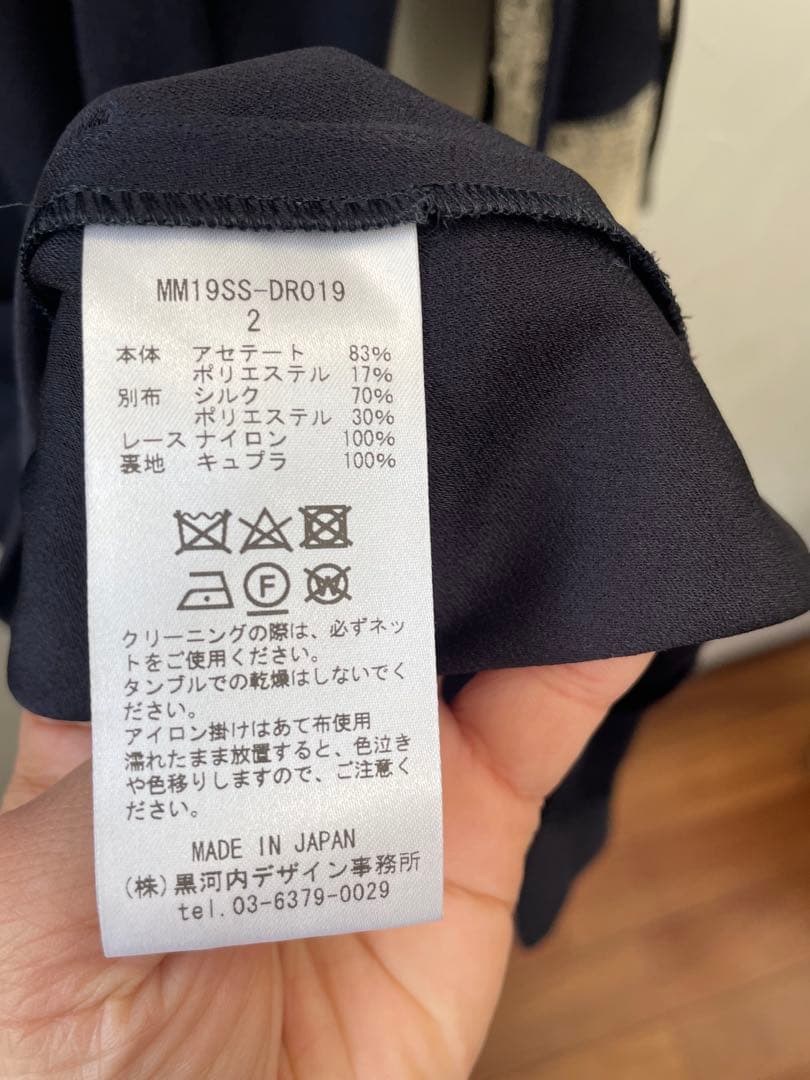 MM19SS-DR019
2
本体 アセテート 83%
ポリエステル 17%
別布 シルク 70%
ポリエステル 30%
レース ナイロン 100%
裏地 キュプラ 100%
F
W
クリーニングの際は、必ずネッ
トをご使用ください。
タンブルでの乾燥はしないでく
ださい。
アイロン掛けはあて布使用
濡れたまま放置すると、色泣き
や色移りしますので、ご注意く
ださい。
MADE IN JAPAN
(株)黒河内デザイン事務所
tel.03-6379-0029